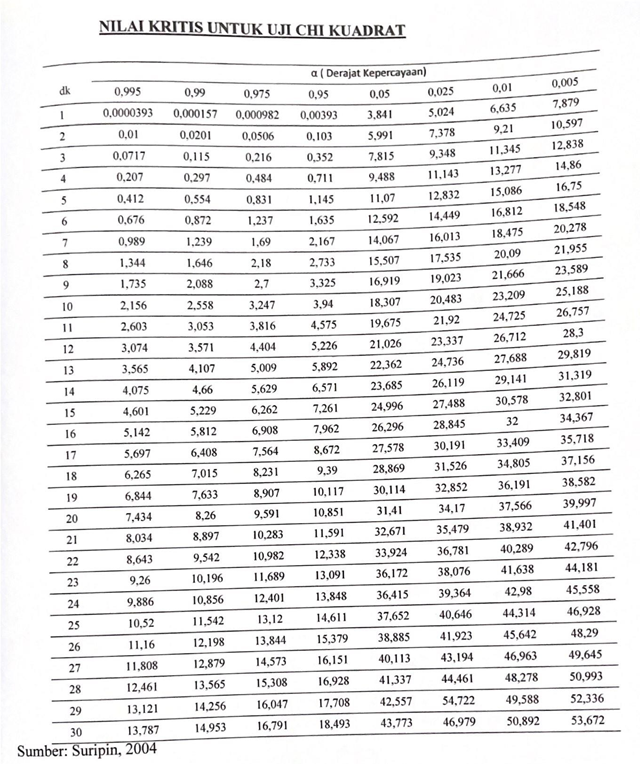 NILAI KRITIS UNTUK UJI CHI KUADRAT
α ( Derajat Kepercayaan)
dk 0,995 0,99 0,975 0,95 0,05 0,025 0,01 0,005
1 0,0000393 0,000157 0,000982 0,00393 3,841 5,024 6,635 7,879
2 0,01 0,0201 0,0506 0,103 5,991 7,378 9,21 10,597
3 0,0717 0,115 0,216 0,352 7,815 9,348 11,345 12,838
4 0,207 0,297 0,484 0,711 9,488 11,143 13,277 14,86
5 0,412 0,554 0,831 1,145 11,07 12,832 15,086 16,75
6 0,676 0,872 1,237 1,635 12,592 14,449 16,812 18,548
7 0,989 1,239 1,69 2,167 14,067 16,013 18,475 20,278
8 1,344 1,646 2,18 2,733 15,507 17,535 20,09 21,955
9 1,735 2,088 2,7 3,325 16,919 19,023 21,666 23,589
10 2,156 2,558 3,247 3,94 18,307 20,483 23,209 25,188
11 2,603 3,053 3,816 4,575 19,675 21,92 24,725 26,757
12 3,074 3,571 4,404 5,226 21,026 23,337 26,712 28,3
13 3,565 4,107 5,009 5,892 22,362 24,736 27,688 29,819
14 4,075 4,66 5,629 6,571 23,685 26,119 29,141 31,319
15 4,601 5,229 6,262 7,261 24,996 27,488 30,578 32,801
16 5,142 5,812 6,908 7,962 26,296 28,845 32 34,367
17 5,697 6,408 7,564 8,672 27,578 30,191 33,409 35,718
18 6,265 7,015 8,231 9,39 28,869 31,526 34,805 37,156
19 6,844 7,633 8,907 10,117 30,114 32,852 36,191 38,582
20 7,434 8,26 9,591 10,851 31,41 34,17 37,566 39,997
21 8,034 8,897 10,283 11,591 32,671 35,479 38,932 41,401
22 8,643 9,542 10,982 12,338 33,924 36,781 40,289 42,796
23 9,26 10,196 11,689 13,091 36,172 38,076 41,638 44,181
24 9,886 10,856 12,401 13,848 36,415 39,364 42,98 45,558
25 10,52 11,542 13,12 14,611 37,652 40,646 44,314 46,928
26 11,16 12,198 13,844 15,379 38,885 41,923 45,642 48,29
27 11,808 12,879 14,573 16,151 40,113 43,194 46,963 49,645
28 12,461 13,565 15,308 16,928 41,337 44,461 48,278 50,993
29 13,121 14,256 16,047 17,708 42,557 54,722 49,588 52,336
30 13,787 14,953 16,791 18,493 43,773 46,979 50,892 53,672
Sumber: Suripin, 2004